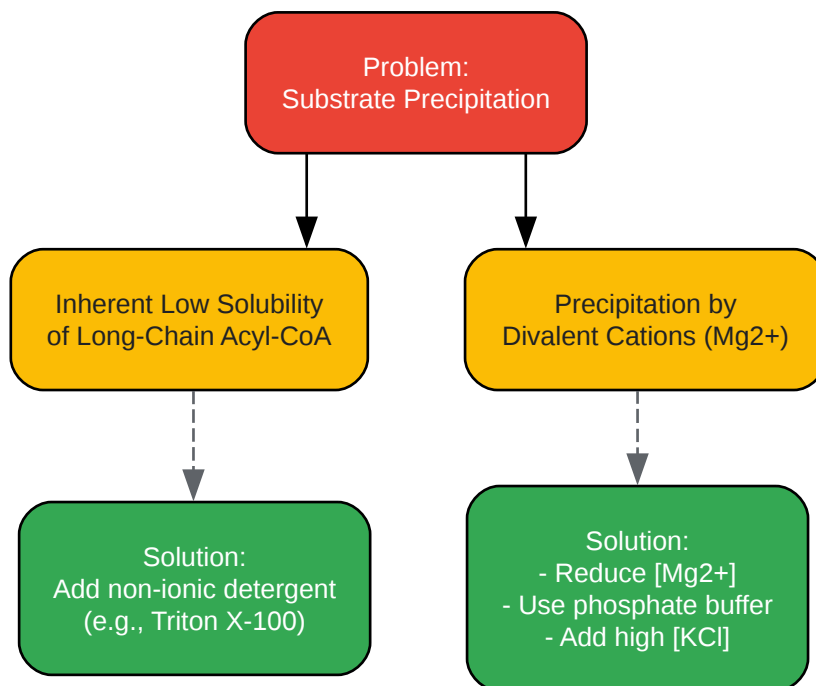 Problem:
Substrate Precipitation
Inherent Low Solubility
of Long-Chain Acyl-CoA
Precipitation by
Divalent Cations (Mg2+)
Solution:
Add non-ionic detergent
(e.g., Triton X-100)
Solution:
- Reduce [Mg2+]
- Use phosphate buffer
- Add high [KCl]